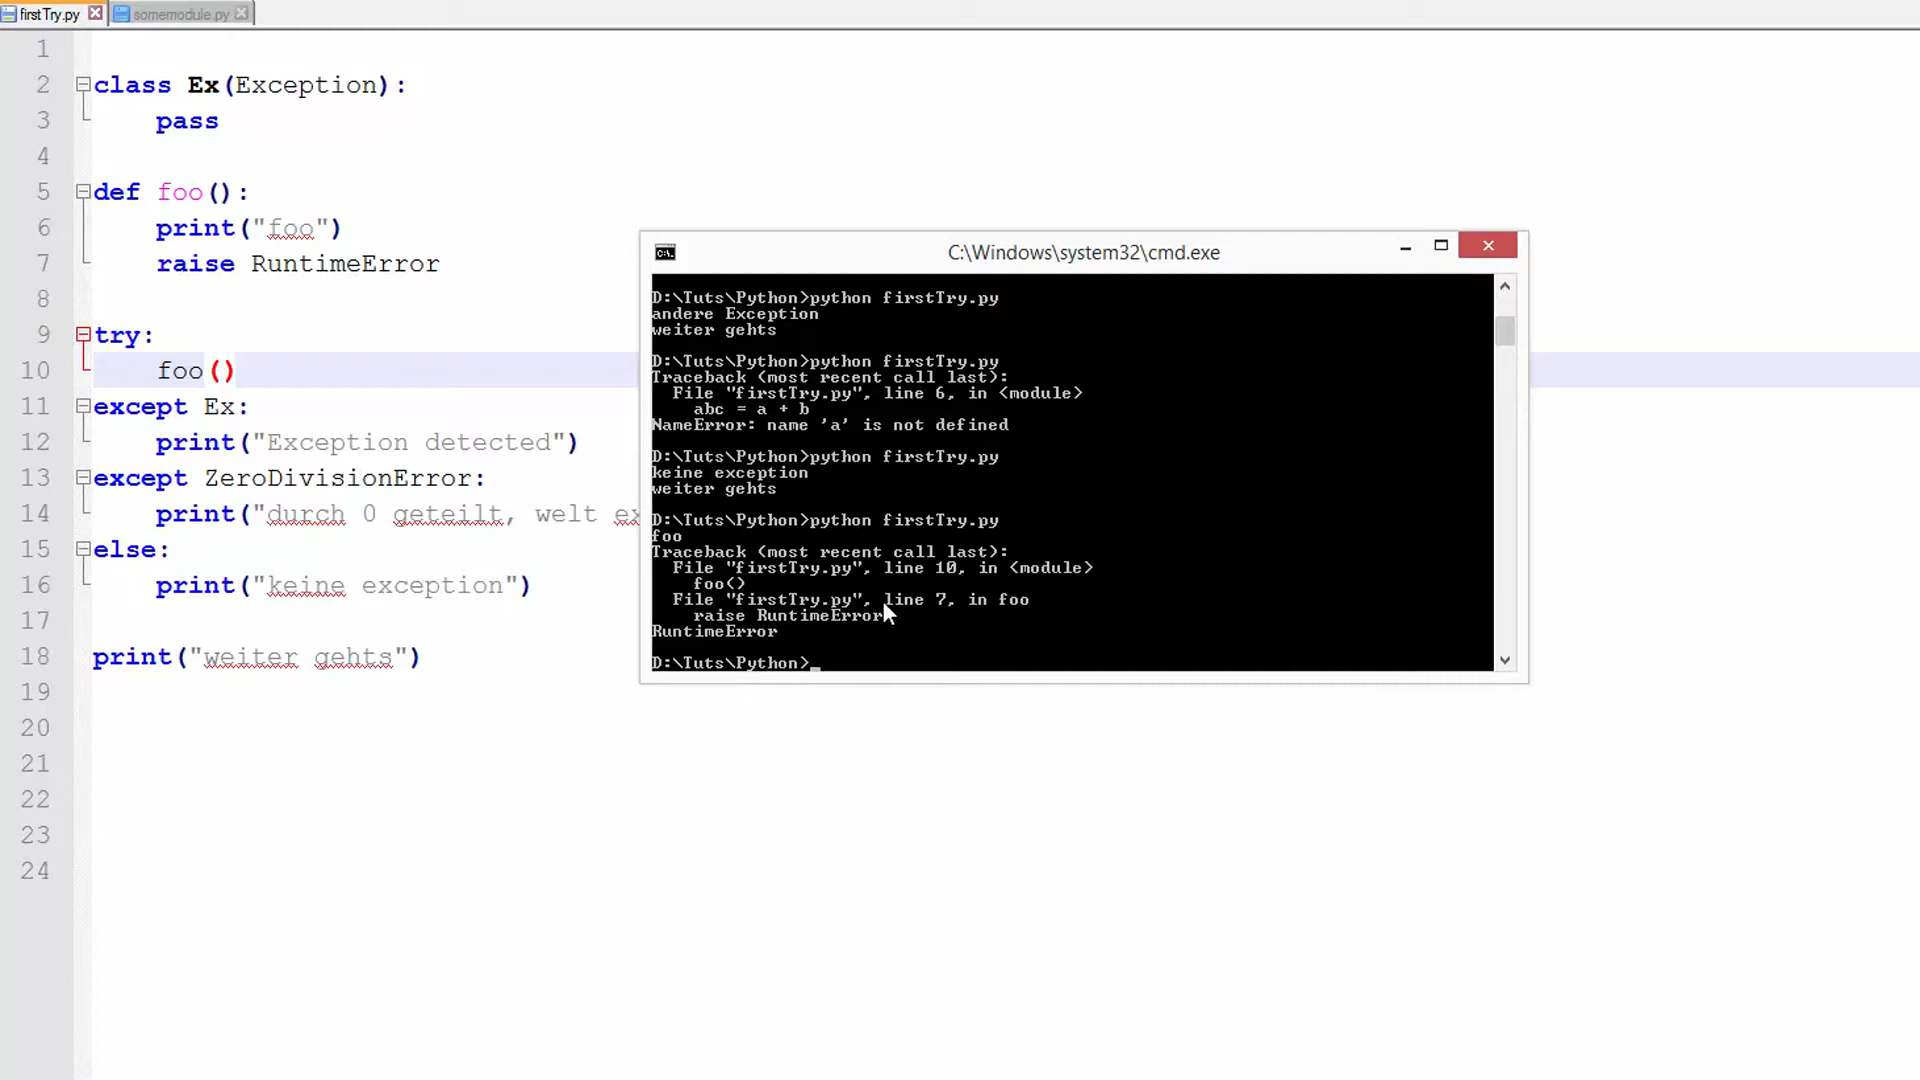 firstTry.py somemodule.py
1
2 class Ex(Exception):
3 pass
4
5 def foo():
6 print("foo")
7 raise RuntimeError
8
9 try:
10 foo()
11 except Ex:
12 print("Exception detected")
13 except ZeroDivisionError:
14 print("durch 0 geteilt, welt ex
15 else:
16 print("keine exception")
17
18 print("weiter gehts")
19
20
21
22
23
24
C:\Windows\system32\cmd.exe
D:\Tuts\Python>python firstTry.py
andere Exception
weiter gehts
D:\Tuts\Python>python firstTry.py
Traceback (most recent call last):
File "firstTry.py", line 6, in <module>
abc = a + b
NameError: name 'a' is not defined
D:\Tuts\Python>python firstTry.py
keine exception
weiter gehts
D:\Tuts\Python>python firstTry.py
foo
Traceback (most recent call last):
File "firstTry.py", line 10, in <module>
foo()
File "firstTry.py", line 7, in foo
raise RuntimeError
RuntimeError
D:\Tuts\Python>_